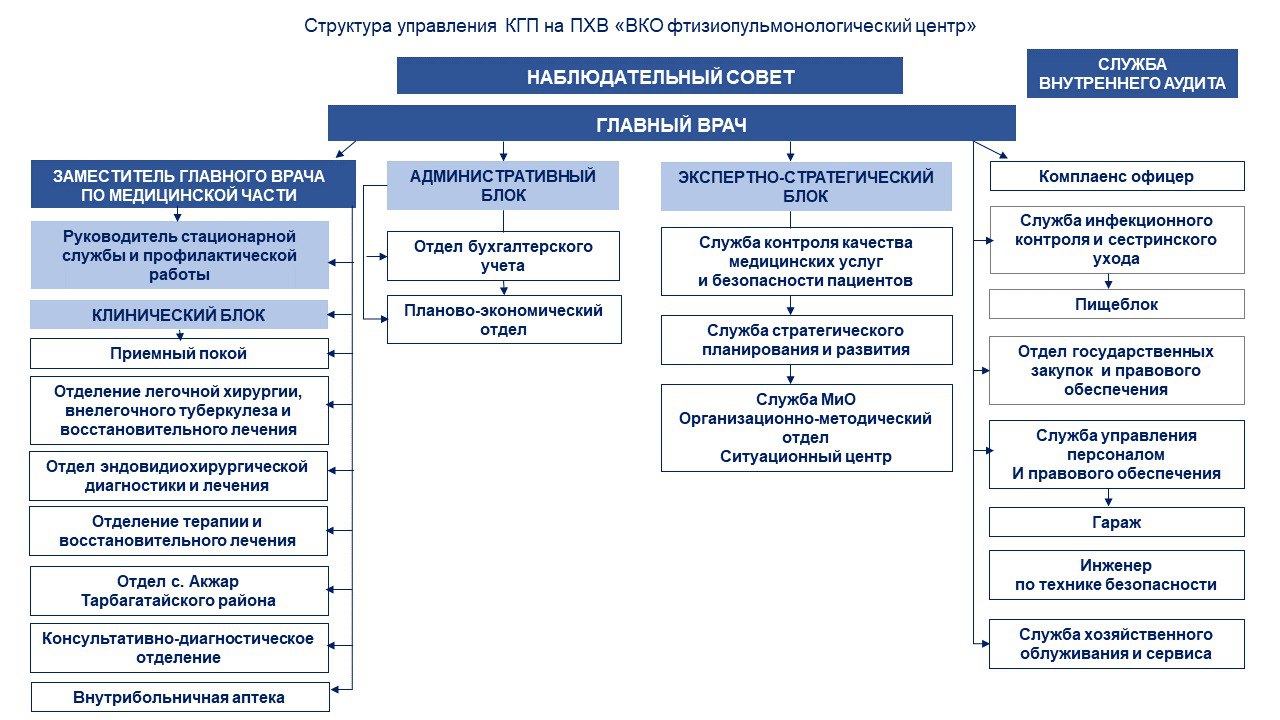 Структура управления КГП на ПХВ «ВКО фтизиопульмонологический центр»
НАБЛЮДАТЕЛЬНЫЙ СОВЕТ
СЛУЖБА
ВНУТРЕННЕГО АУДИТА
ГЛАВНЫЙ ВРАЧ
ЗАМЕСТИТЕЛЬ ГЛАВНОГО ВРАЧА
ПО МЕДИЦИНСКОЙ ЧАСТИ
Руководитель стационарной
службы и профилактической
работы
КЛИНИЧЕСКИЙ БЛОК
Приемный покой
Отделение легочной хирургии,
внелегочного туберкулеза и
восстановительного лечения
Отдел эндовидиохирургической
диагностики и лечения
Отделение терапии и
восстановительного лечения
Отдел с. Акжар
Тарбагатайского района
Консультативно-диагностическое
отделение
Внутрибольничная аптека
АДМИНИСТРАТИВНЫЙ
БЛОК
Отдел бухгалтерского
учета
Планово-экономический
отдел
ЭКСПЕРТНО-СТРАТЕГИЧЕСКИЙ
БЛОК
Служба контроля качества
медицинских услуг
и безопасности пациентов
Служба стратегического
планирования и развития
Служба МиО
Организационно-методический
отдел
Ситуационный центр
Комплаенс офицер
Служба инфекционного
контроля и сестринского
ухода
Пищеблок
Отдел государственных
закупок и правового
обеспечения
Служба управления
персоналом
И правового обеспечения
Гараж
Инженер
по технике безопасности
Служба хозяйственного
облуживания и сервиса